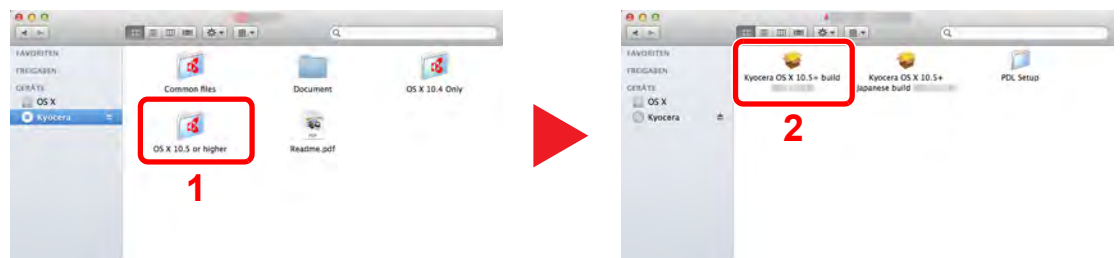 FAVORITEN
FREIGABEN
GERÄTE
OS X
Kyocera
Common files
Document
OS X 10.4 Only
OS X 10.5 or higher
Readme.pdf
1
FAVORITEN
FREIGABEN
GERÄTE
OS X
Kyocera
Kyocera OS X 10.5+ build
Kyocera OS X 10.5+
Japanese build
PDL Setup
2